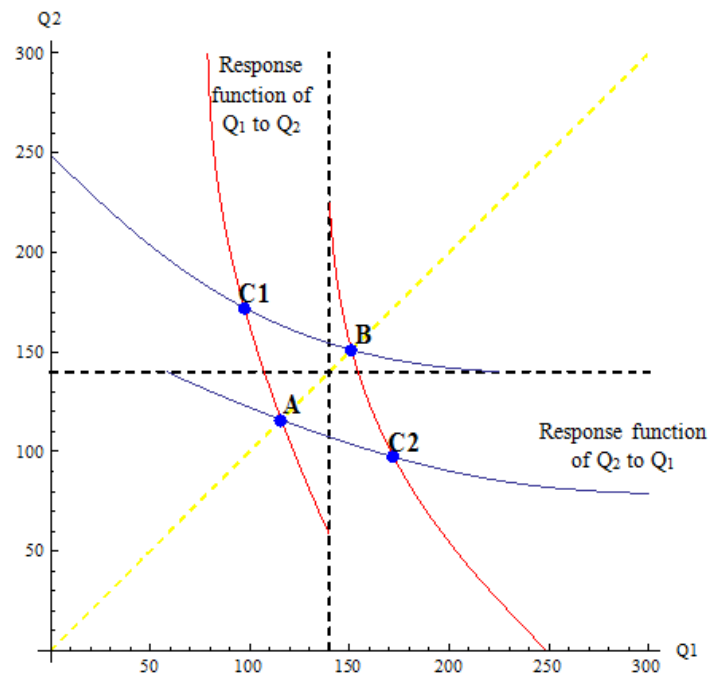 Q2
300
Response
function of
Q₁ to Q₂
250
200
C1
150
B
A
100
C2
Response function
of Q₂ to Q₁
50
Q1
50 100 150 200 250 300